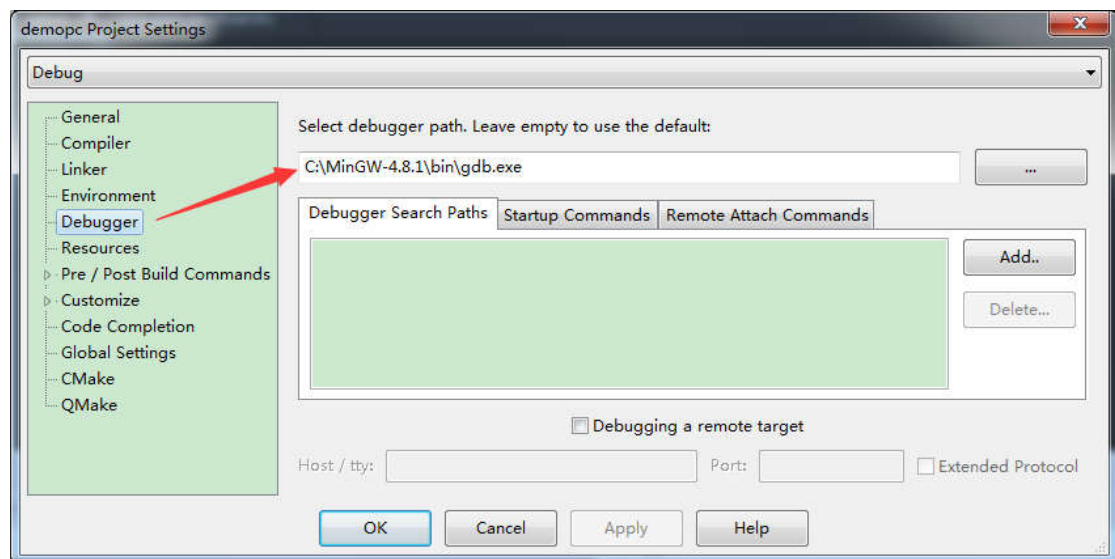 demopc Project Settings
Debug
General
Compiler
Linker
Environment
Debugger
Resources
Pre / Post Build Commands
Customize
Code Completion
Global Settings
CMake
QMake
Select debugger path. Leave empty to use the default:
C:\MinGW-4.8.1\bin\gdb.exe
...
Debugger Search Paths Startup Commands Remote Attach Commands
Add..
Delete...
Debugging a remote target
Host / tty: Port: Extended Protocol
OK Cancel Apply Help